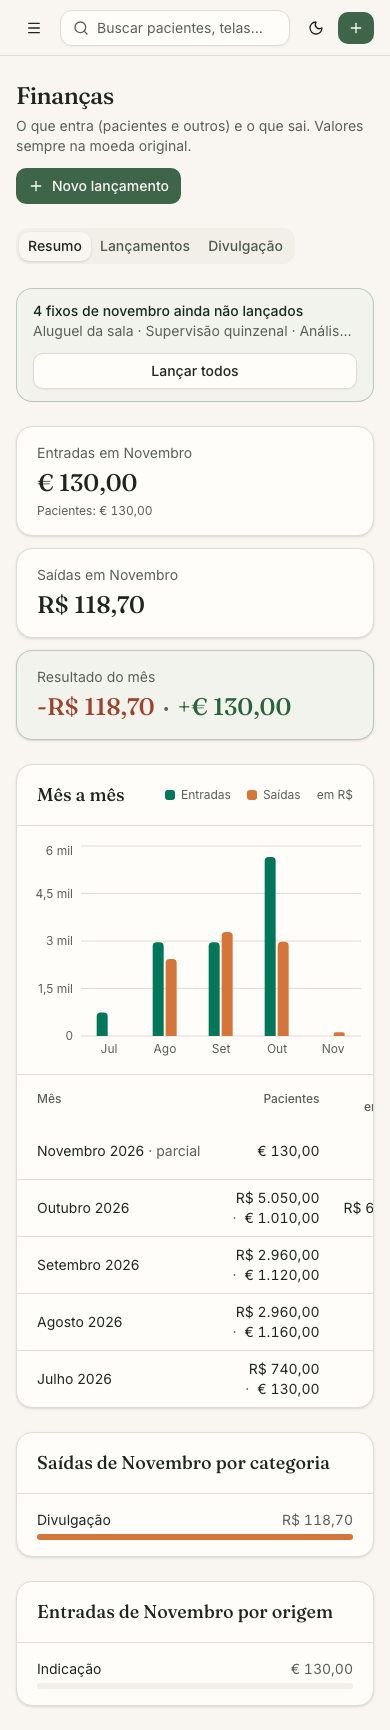 Buscar pacientes, telas...
Finanças
O que entra (pacientes e outros) e o que sai. Valores
sempre na moeda original.
+ Novo lançamento
Resumo Lançamentos Divulgação
4 fixos de novembro ainda não lançados
Aluguel da sala · Supervisão quinzenal · Anális...
Lançar todos
Entradas em Novembro
€ 130,00
Pacientes: € 130,00
Saídas em Novembro
R$ 118,70
Resultado do mês
-R$ 118,70 · +€ 130,00
Mês a mês Entradas Saídas em R$
6 mil
4,5 mil
3 mil
1,5 mil
0
Jul Ago Set Out Nov
Mês Pacientes
Novembro 2026 · parcial € 130,00
Outubro 2026 R$ 5.050,00 · € 1.010,00 R$ 6
Setembro 2026 R$ 2.960,00 · € 1.120,00
Agosto 2026 R$ 2.960,00 · € 1.160,00
Julho 2026 R$ 740,00 · € 130,00
Saídas de Novembro por categoria
Divulgação R$ 118,70
Entradas de Novembro por origem
Indicação € 130,00